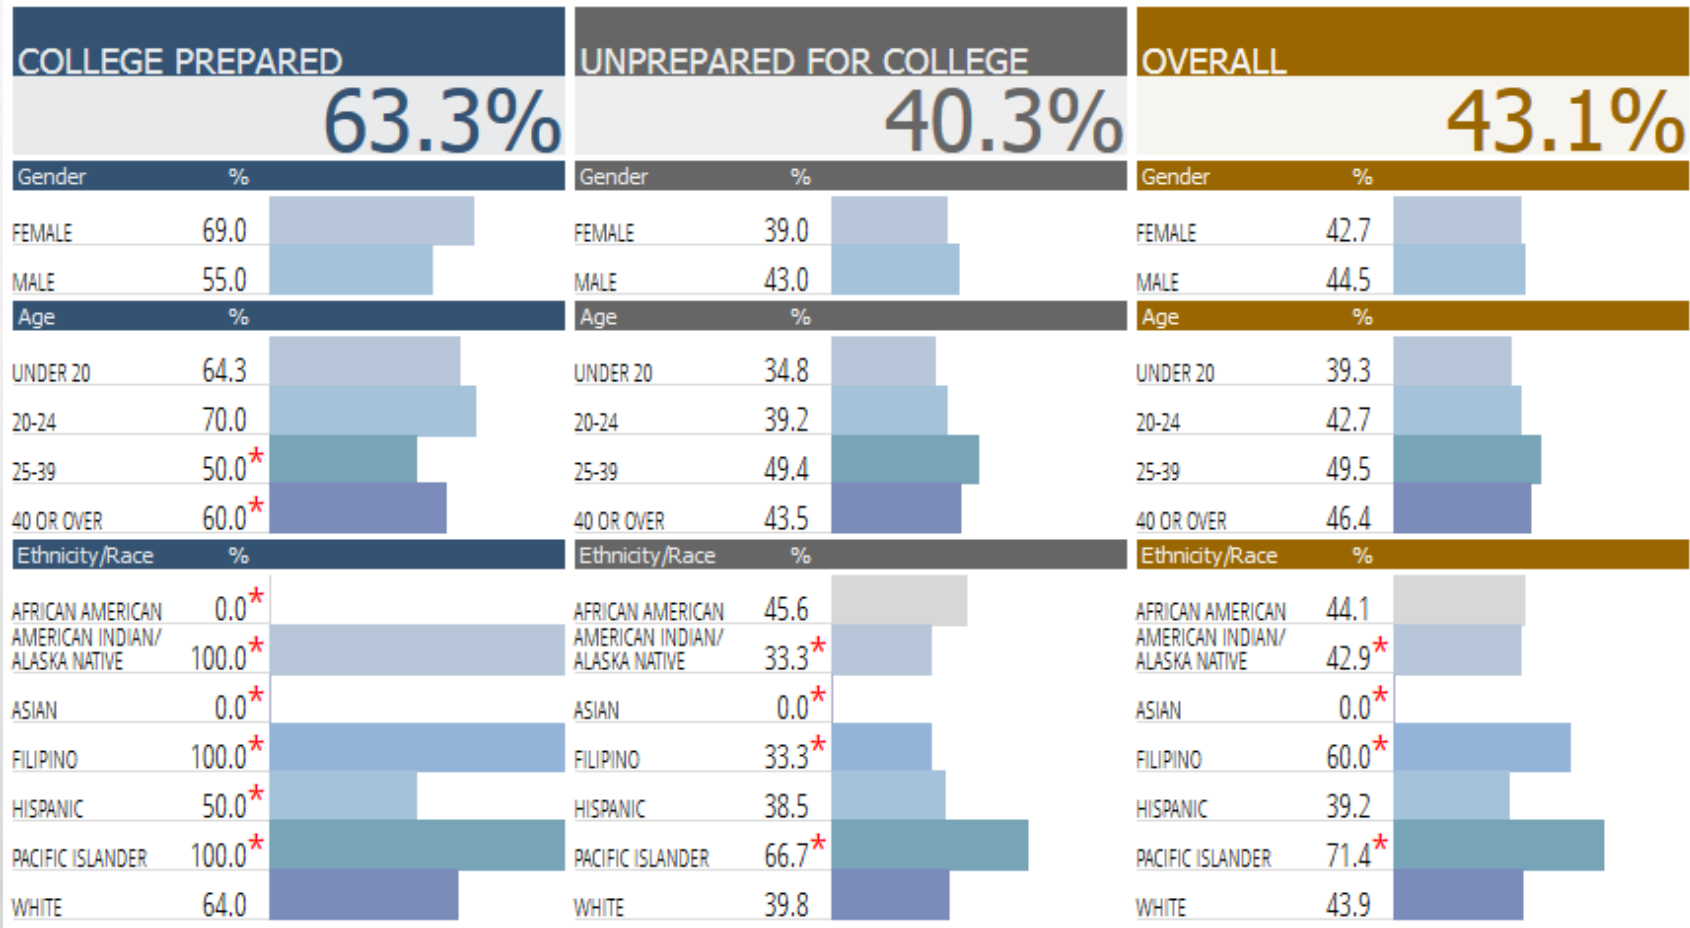 COLLEGE PREPARED
63.3%
Gender %
FEMALE 69.0
MALE 55.0
Age %
UNDER 20 64.3
20-24 70.0
25-39 50.0*
40 OR OVER 60.0*
Ethnicity/Race %
AFRICAN AMERICAN 0.0*
AMERICAN INDIAN/
ALASKA NATIVE 100.0*
ASIAN 0.0*
FILIPINO 100.0*
HISPANIC 50.0*
PACIFIC ISLANDER 100.0*
WHITE 64.0
UNPREPARED FOR COLLEGE
40.3%
Gender %
FEMALE 39.0
MALE 43.0
Age %
UNDER 20 34.8
20-24 39.2
25-39 49.4
40 OR OVER 43.5
Ethnicity/Race %
AFRICAN AMERICAN 45.6
AMERICAN INDIAN/
ALASKA NATIVE 33.3*
ASIAN 0.0*
FILIPINO 33.3*
HISPANIC 38.5
PACIFIC ISLANDER 66.7*
WHITE 39.8
OVERALL
43.1%
Gender %
FEMALE 42.7
MALE 44.5
Age %
UNDER 20 39.3
20-24 42.7
25-39 49.5
40 OR OVER 46.4
Ethnicity/Race %
AFRICAN AMERICAN 44.1
AMERICAN INDIAN/
ALASKA NATIVE 42.9*
ASIAN 0.0*
FILIPINO 60.0*
HISPANIC 39.2
PACIFIC ISLANDER 71.4*
WHITE 43.9